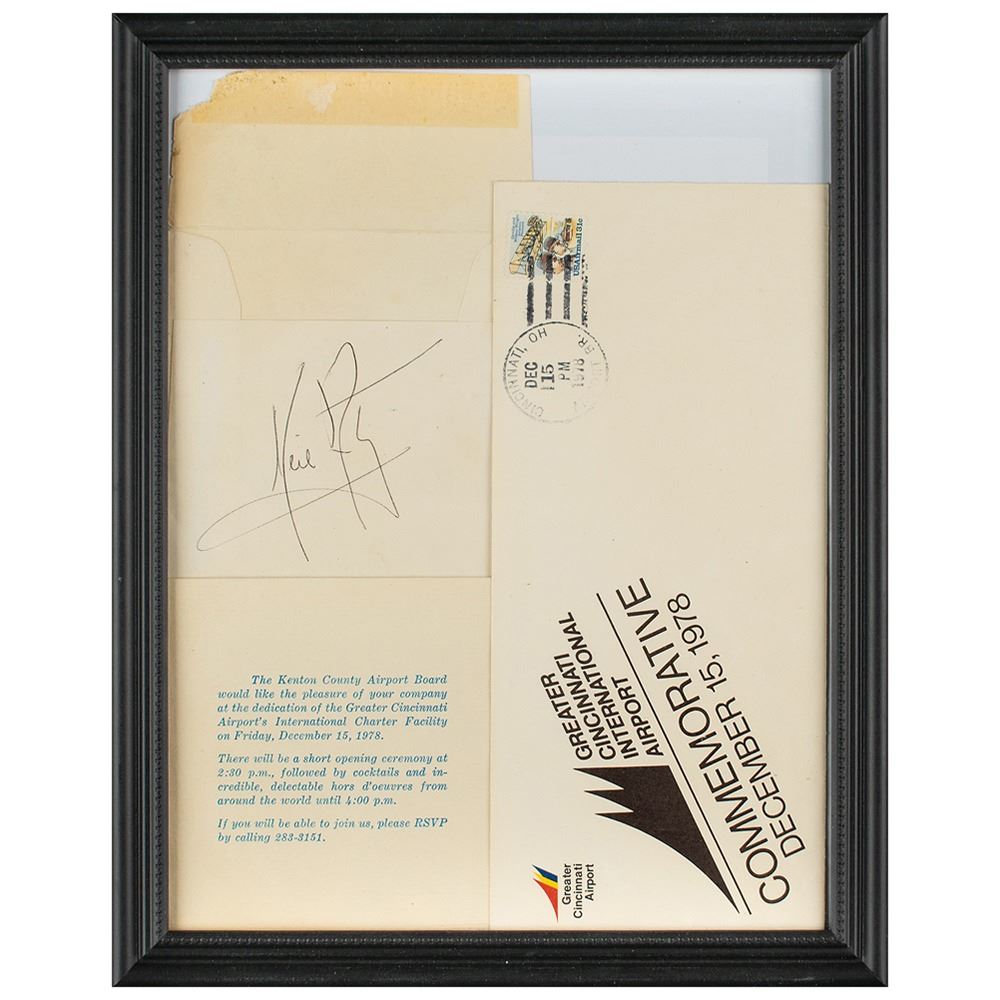 Neil
The Kenton County Airport Board
would like the pleasure of your company
at the dedication of the Greater Cincinnati
Airport's International Charter Facility
on Friday, December 15, 1978.
There will be a short opening ceremony at
2:30 p.m., followed by cocktails and in-
credible, delectable hors d'oeuvres from
around the world until 4:00 p.m.
If you will be able to join us, please RSVP
by calling 283-3151.
USAirmail 31c
CINCINNATI, OH
DEC
15
PM
1978
BR.
GREATER
CINCINNATI
INTERNATIONAL
AIRPORT
COMMEMORATIVE
DECEMBER 15, 1978
Greater
Cincinnati
Airport